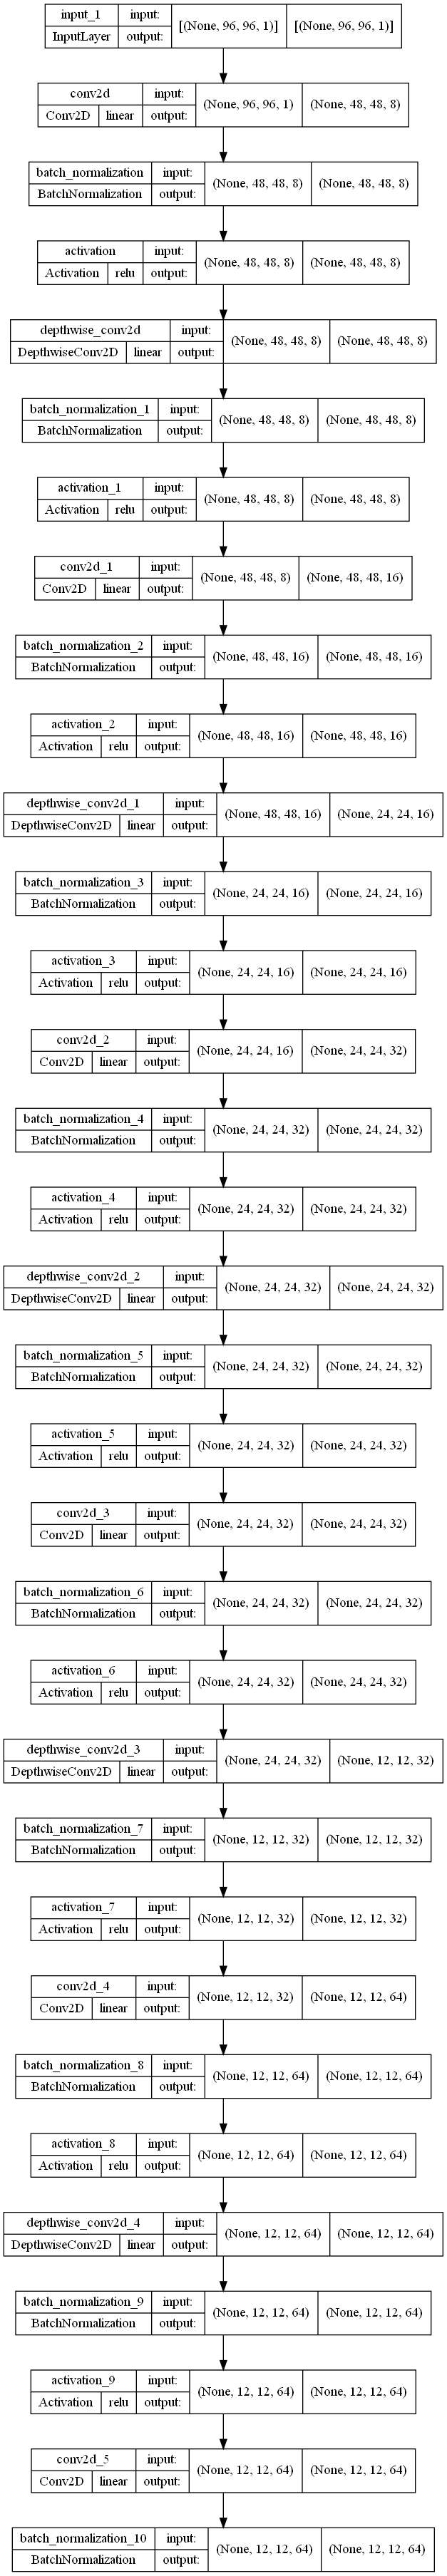 input_1 input: [(None, 96, 96, 1)] [(None, 96, 96, 1)]
InputLayer output:
conv2d input: (None, 96, 96, 1) (None, 48, 48, 8)
Conv2D linear output:
batch_normalization input: (None, 48, 48, 8) (None, 48, 48, 8)
BatchNormalization output:
activation input: (None, 48, 48, 8) (None, 48, 48, 8)
Activation relu output:
depthwise_conv2d input: (None, 48, 48, 8) (None, 48, 48, 8)
DepthwiseConv2D linear output:
batch_normalization_1 input: (None, 48, 48, 8) (None, 48, 48, 8)
BatchNormalization output:
activation_1 input: (None, 48, 48, 8) (None, 48, 48, 8)
Activation relu output:
conv2d_1 input: (None, 48, 48, 8) (None, 48, 48, 16)
Conv2D linear output:
batch_normalization_2 input: (None, 48, 48, 16) (None, 48, 48, 16)
BatchNormalization output:
activation_2 input: (None, 48, 48, 16) (None, 48, 48, 16)
Activation relu output:
depthwise_conv2d_1 input: (None, 48, 48, 16) (None, 24, 24, 16)
DepthwiseConv2D linear output:
batch_normalization_3 input: (None, 24, 24, 16) (None, 24, 24, 16)
BatchNormalization output:
activation_3 input: (None, 24, 24, 16) (None, 24, 24, 16)
Activation relu output:
conv2d_2 input: (None, 24, 24, 16) (None, 24, 24, 32)
Conv2D linear output:
batch_normalization_4 input: (None, 24, 24, 32) (None, 24, 24, 32)
BatchNormalization output:
activation_4 input: (None, 24, 24, 32) (None, 24, 24, 32)
Activation relu output:
depthwise_conv2d_2 input: (None, 24, 24, 32) (None, 24, 24, 32)
DepthwiseConv2D linear output:
batch_normalization_5 input: (None, 24, 24, 32) (None, 24, 24, 32)
BatchNormalization output:
activation_5 input: (None, 24, 24, 32) (None, 24, 24, 32)
Activation relu output:
conv2d_3 input: (None, 24, 24, 32) (None, 24, 24, 32)
Conv2D linear output:
batch_normalization_6 input: (None, 24, 24, 32) (None, 24, 24, 32)
BatchNormalization output:
activation_6 input: (None, 24, 24, 32) (None, 24, 24, 32)
Activation relu output:
depthwise_conv2d_3 input: (None, 24, 24, 32) (None, 12, 12, 32)
DepthwiseConv2D linear output:
batch_normalization_7 input: (None, 12, 12, 32) (None, 12, 12, 32)
BatchNormalization output:
activation_7 input: (None, 12, 12, 32) (None, 12, 12, 32)
Activation relu output:
conv2d_4 input: (None, 12, 12, 32) (None, 12, 12, 64)
Conv2D linear output:
batch_normalization_8 input: (None, 12, 12, 64) (None, 12, 12, 64)
BatchNormalization output:
activation_8 input: (None, 12, 12, 64) (None, 12, 12, 64)
Activation relu output:
depthwise_conv2d_4 input: (None, 12, 12, 64) (None, 12, 12, 64)
DepthwiseConv2D linear output:
batch_normalization_9 input: (None, 12, 12, 64) (None, 12, 12, 64)
BatchNormalization output:
activation_9 input: (None, 12, 12, 64) (None, 12, 12, 64)
Activation relu output:
conv2d_5 input: (None, 12, 12, 64) (None, 12, 12, 64)
Conv2D linear output:
batch_normalization_10 input: (None, 12, 12, 64) (None, 12, 12, 64)
BatchNormalization output: